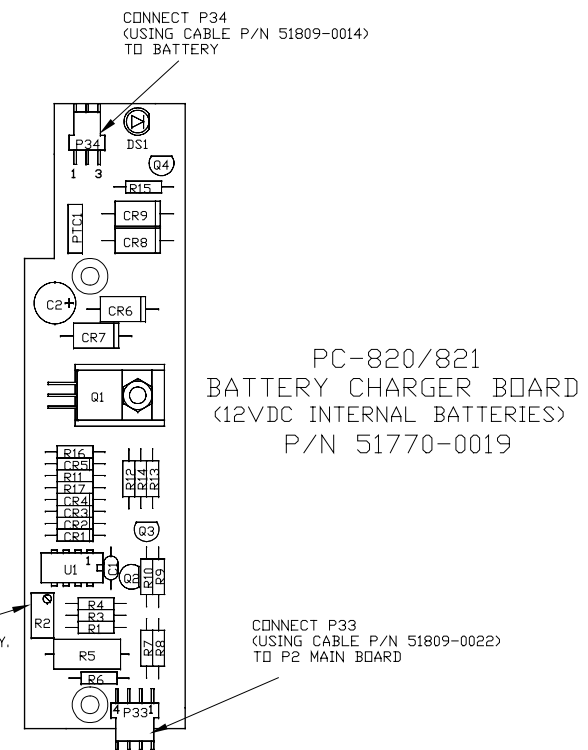 CONNECT P34
(USING CABLE P/N 51809-0014)
TO BATTERY
P34
DS1
1 3
Q4
R15
PTC1
CR9
CR8
C2+
CR6
CR7
PC-820/821
BATTERY CHARGER BOARD
(12VDC INTERNAL BATTERIES)
P/N 51770-0019
Q1
R16
CR5
R11
R17
CR4
CR3
CR2
CR1
R12
R14
R13
Q3
U1
1
C1
Q2
R10
R9
R2
R4
R3
R1
Y.
R5
R7
R8
R6
CONNECT P33
(USING CABLE P/N 51809-0022)
TO P2 MAIN BOARD
4 P33 1